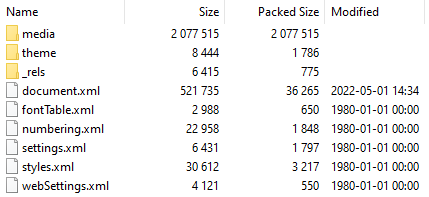 Name Size Packed Size Modified
media 2 077 515 2 077 515
theme 8 444 1 786
_rels 6 415 775
document.xml 521 735 36 265 2022-05-01 14:34
fontTable.xml 2 988 650 1980-01-01 00:00
numbering.xml 22 958 1 848 1980-01-01 00:00
settings.xml 6 431 1 797 1980-01-01 00:00
styles.xml 30 612 3 217 1980-01-01 00:00
webSettings.xml 4 121 550 1980-01-01 00:00